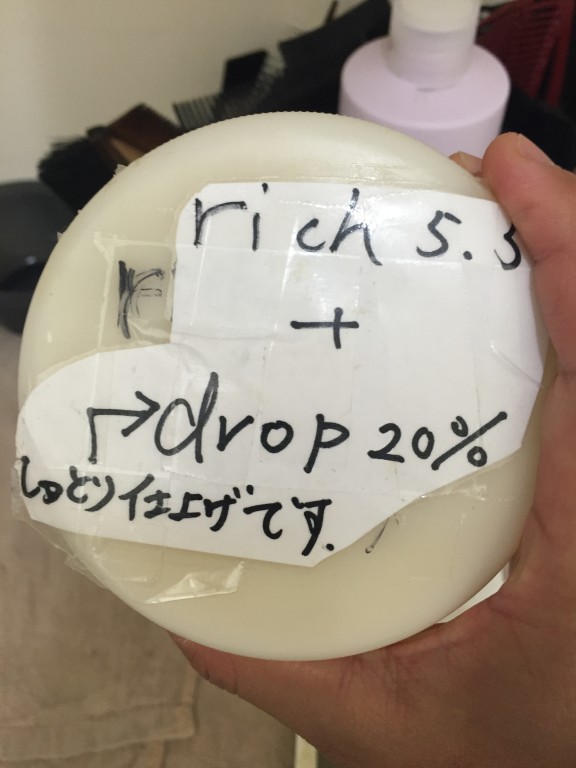 rich 5.5
+
→drop 20%
しっとり仕上げです.